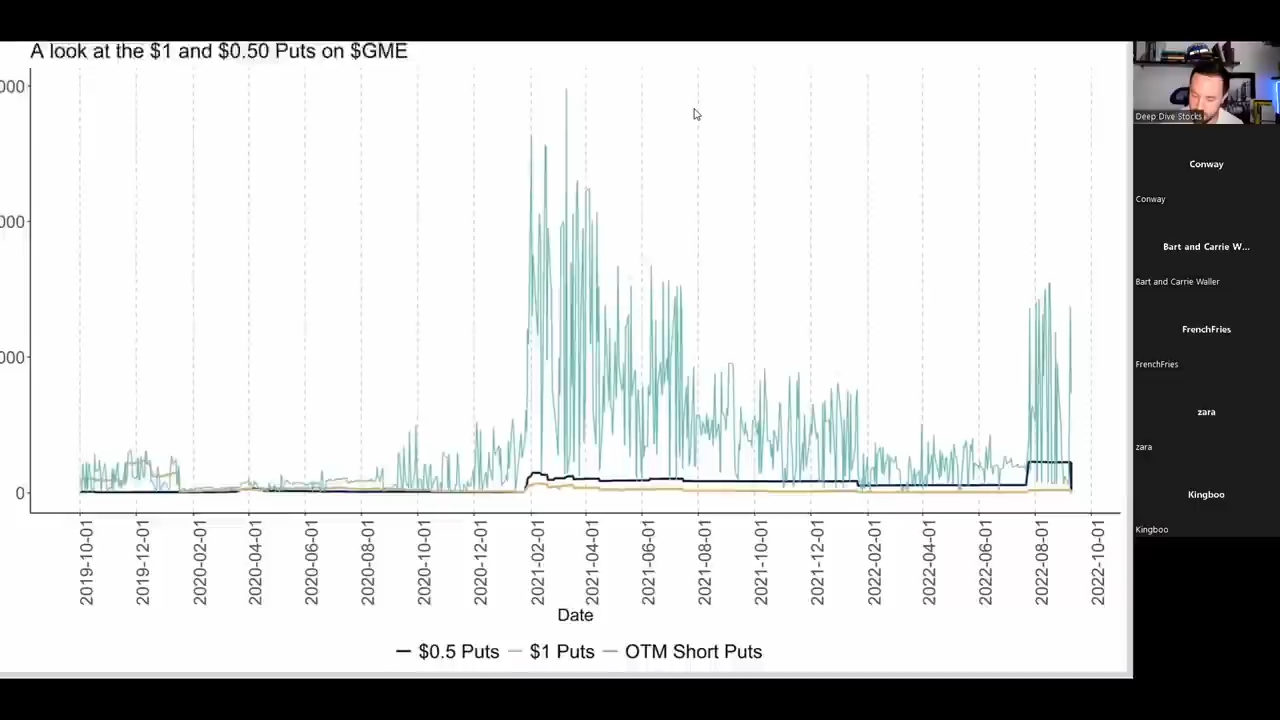 A look at the $1 and $0.50 Puts on $GME
000
000
000
0
2019-10-01
2019-12-01
2020-02-01
2020-04-01
2020-06-01
2020-08-01
2020-10-01
2020-12-01
2021-02-01
2021-04-01
2021-06-01
2021-08-01
2021-10-01
2021-12-01
2022-02-01
2022-04-01
2022-06-01
2022-08-01
2022-10-01
Date
$0.5 Puts $1 Puts OTM Short Puts
Deep Dive Stocks
Conway
Conway
Bart and Carrie W...
Bart and Carrie Waller
FrenchFries
FrenchFries
zara
zara
Kingboo
Kingboo